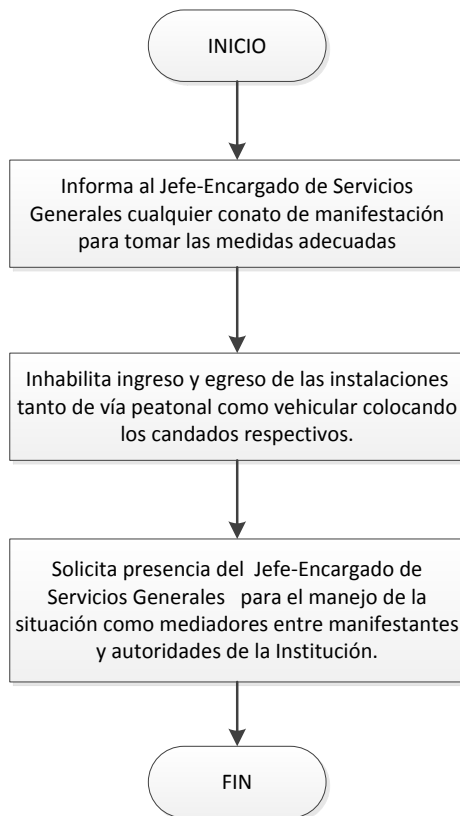 INICIO
Informa al Jefe-Encargado de Servicios
Generales cualquier conato de manifestación
para tomar las medidas adecuadas
Inhabilita ingreso y egreso de las instalaciones
tanto de vía peatonal como vehicular colocando
los candados respectivos.
Solicita presencia del Jefe-Encargado de
Servicios Generales para el manejo de la
situación como mediadores entre manifestantes
y autoridades de la Institución.
FIN